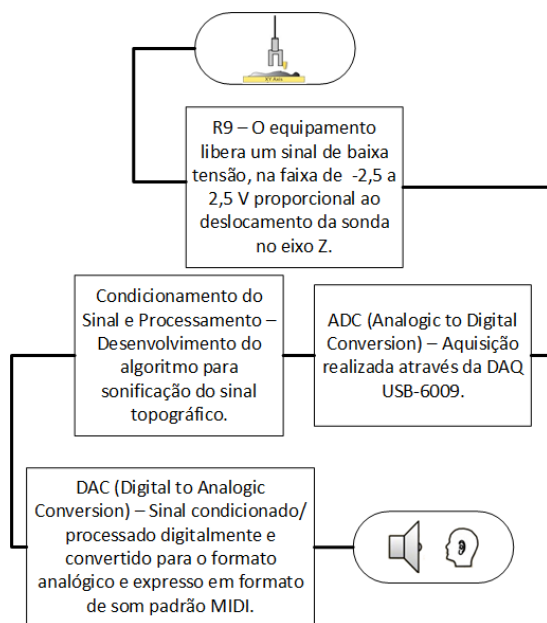 XY Axis
R9 – O equipamento
libera um sinal de baixa
tensão, na faixa de -2,5 a
2,5 V proporcional ao
deslocamento da sonda
no eixo Z.
Condicionamento do
Sinal e Processamento –
Desenvolvimento do
algoritmo para
sonificação do sinal
topográfico.
ADC (Analogic to Digital
Conversion) – Aquisição
realizada através da DAQ
USB-6009.
DAC (Digital to Analogic
Conversion) – Sinal condicionado/
processado digitalmente e
convertido para o formato
analógico e expresso em formato
de som padrão MIDI.